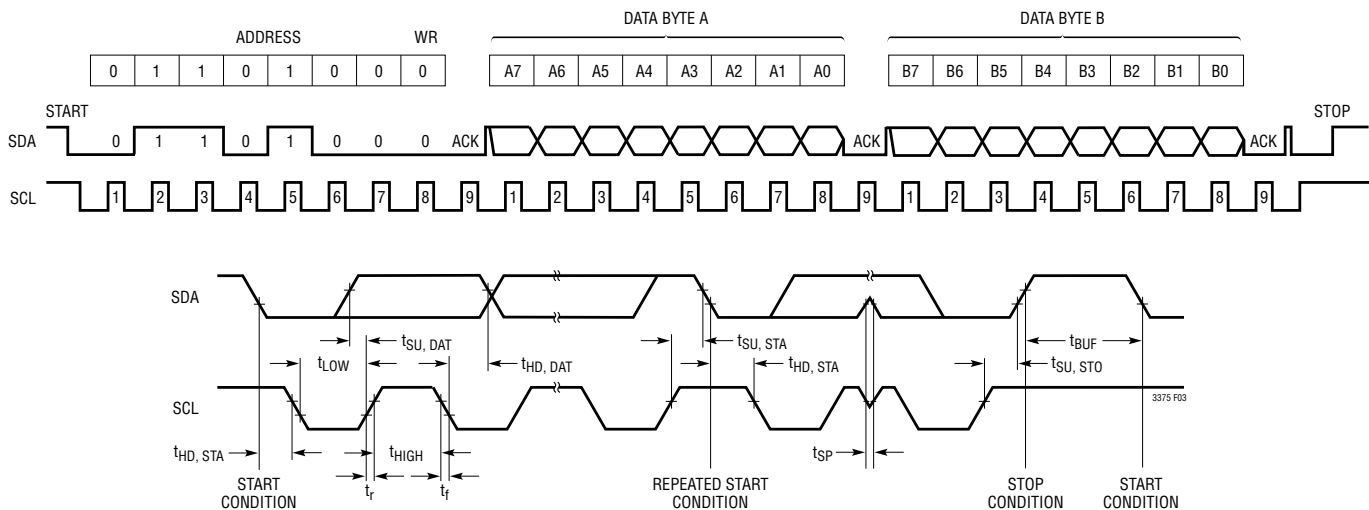 DATA BYTE A DATA BYTE B
ADDRESS WR
0 1 1 0 1 0 0 0 A7 A6 A5 A4 A3 A2 A1 A0 B7 B6 B5 B4 B3 B2 B1 B0
START STOP
SDA 0 1 1 0 1 0 0 0 ACK ACK ACK
SCL 1 2 3 4 5 6 7 8 9 1 2 3 4 5 6 7 8 9 1 2 3 4 5 6 7 8 9
SDA
tSU, DAT tSU, STA tBUF
tLOW tHD, DAT tHD, STA tSU, STO
SCL
3375 F03
tHD, STA tHIGH tSP
tr tf
START CONDITION
REPEATED START CONDITION
STOP CONDITION
START CONDITION